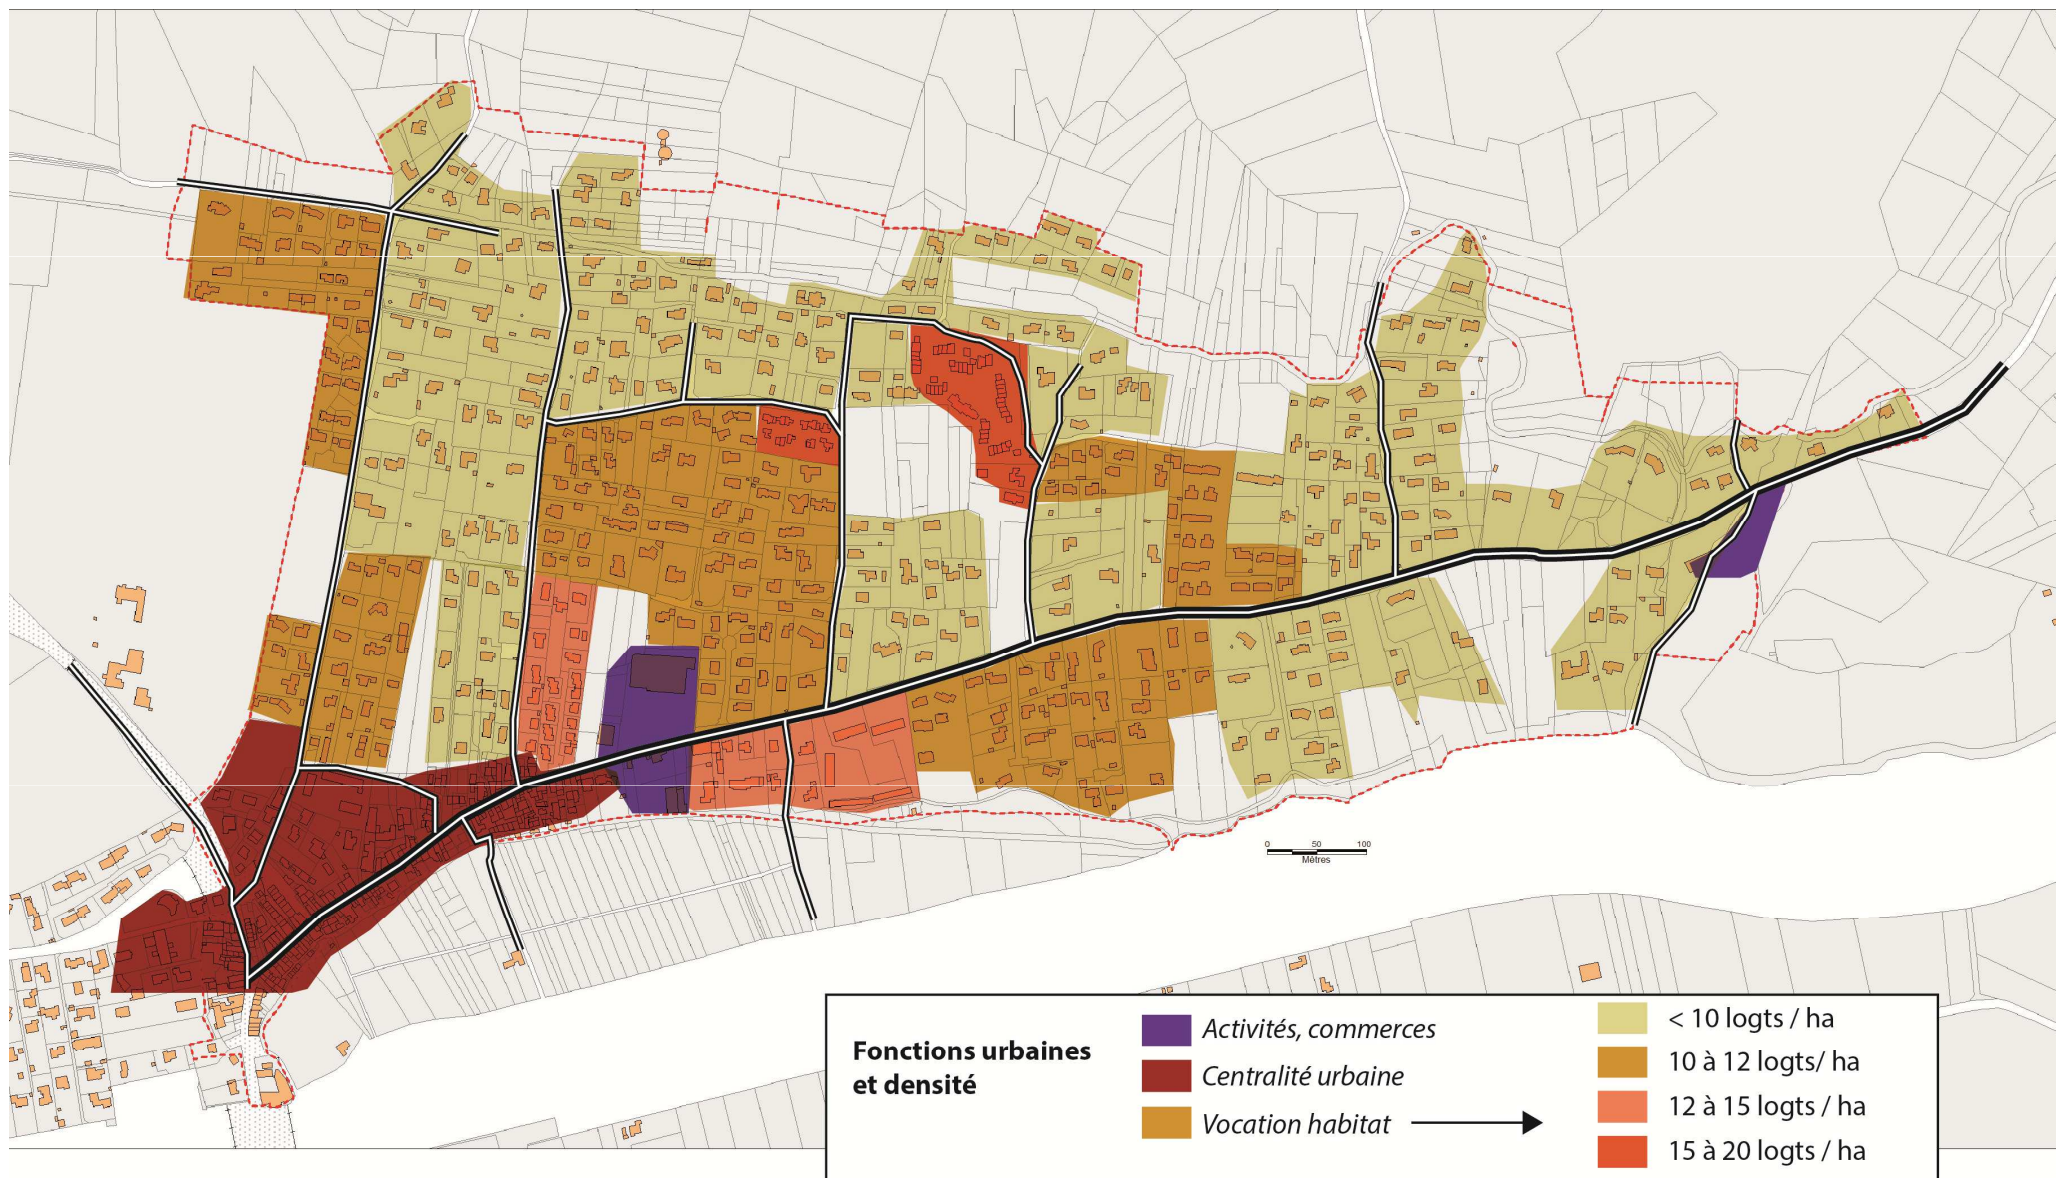 0 50 100
Mètres
Fonctions urbaines
et densité
Activités, commerces
Centralité urbaine
Vocation habitat
< 10 logts / ha
10 à 12 logts/ ha
12 à 15 logts / ha
15 à 20 logts / ha